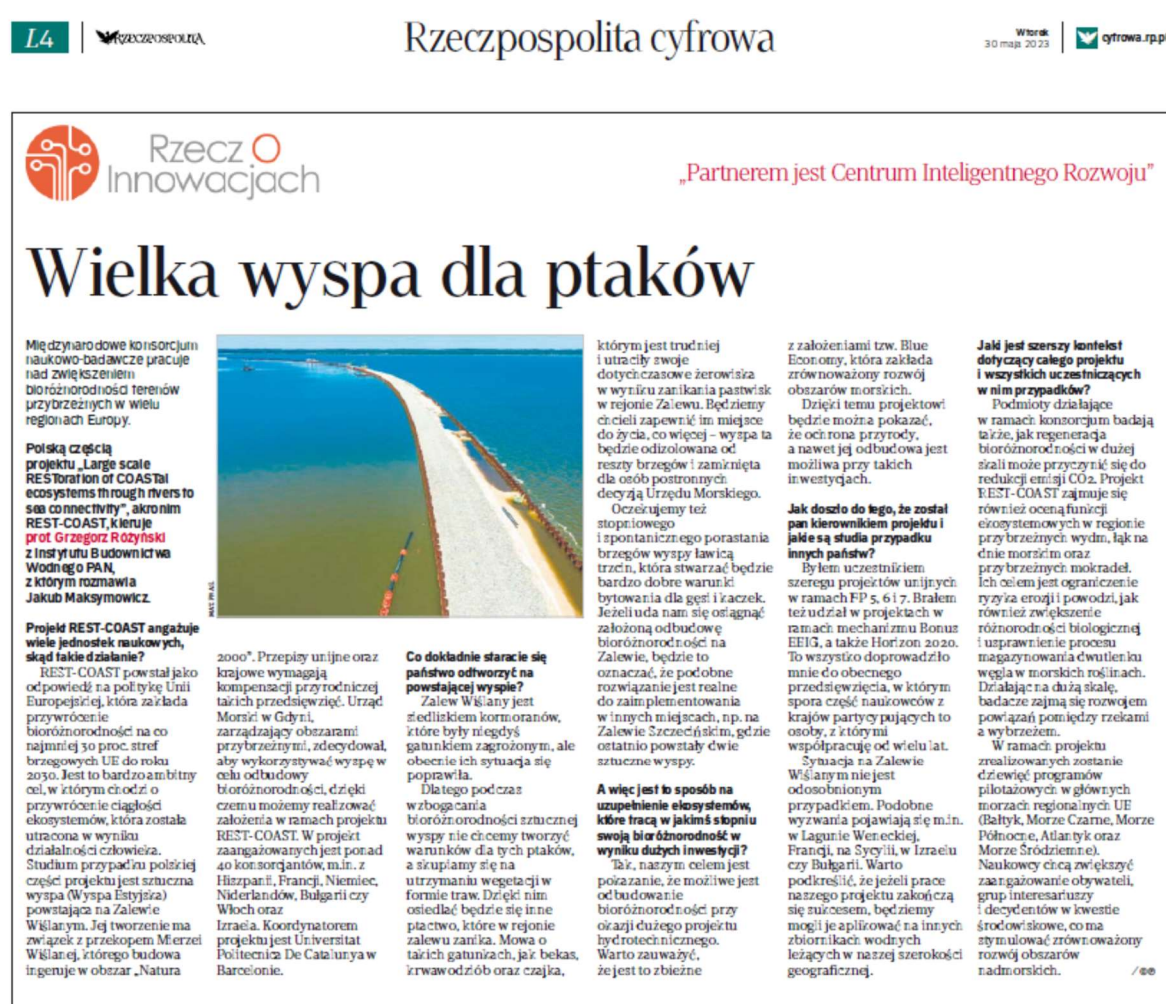 L4
RZECZPOSPOLITA
Rzeczpospolita cyfrowa
Wtorek
30 maja 2023
cyfrowa.rp.pl
Rzecz O
Innowacjach
„Partnerem jest Centrum Inteligentnego Rozwoju”
Wielka wyspa dla ptaków
Międzynarodowe konsorcjum
naukowo-badawcze pracuje
nad zwiększeniem
bioróżnorodności terenów
przybrzeżnych w wielu
regionach Europy.
Polską częścią
projektu „Large scale
RESToration of COASTal
ecosystems through rivers to
sea connectivity”, akronim
REST-COAST, kieruje
prof. Grzegorz Różyński
z Instytutu Budownictwa
Wodnego PAN,
z którym rozmawia
Jakub Maksymowicz.
Projekt REST-COAST angażuje
wiele jednostek naukowych,
skąd takie działanie?
REST-COAST powstał jako
odpowiedź na politykę Unii
Europejskiej, która zakłada
przywrócenie
bioróżnorodności na co
najmniej 30 proc. stref
brzegowych UE do roku
2030. Jest to bardzo ambitny
cel, w którym chodzi o
przywrócenie ciągłości
ekosystemów, która została
utracona w wyniku
działalności człowieka.
Studium przypadku polskiej
części projektu jest sztuczna
wyspa (Wyspa Estyjska)
powstająca na Zalewie
Wiślanym. Jej tworzenie ma
związek z przekopem Mierzei
Wiślanej, którego budowa
ingeruje w obszar „Natura
MAT. PRAS.
2000”. Przepisy unijne oraz
krajowe wymagają
kompensacji przyrodniczej
takich przedsięwzięć. Urząd
Morski w Gdyni,
zarządzający obszarami
przybrzeżnymi, zdecydował,
aby wykorzystywać wyspę w
celu odbudowy
bioróżnorodności, dzięki
czemu możemy realizować
założenia w ramach projektu
REST-COAST. W projekt
zaangażowanych jest ponad
40 konsorcjantów, m.in. z
Hiszpanii, Francji, Niemiec,
Niderlandów, Bułgarii czy
Włoch oraz
Izraela. Koordynatorem
projektu jest Universitat
Politecnica De Catalunya w
Barcelonie.
Co dokładnie staracie się
państwo odtworzyć na
powstającej wyspie?
Zalew Wiślany jest
siedliskiem kormoranów,
które były niegdyś
gatunkiem zagrożonym, ale
obecnie ich sytuacja się
poprawiła.
Dlatego podczas
wzbogacania
bioróżnorodności sztucznej
wyspy nie chcemy tworzyć
warunków dla tych ptaków,
a skupiamy się na
utrzymaniu wegetacji w
formie traw. Dzięki nim
osiedlać będzie się inne
ptactwo, które w rejonie
zalewu zanika. Mowa o
takich gatunkach, jak bekas,
krwawodziób oraz czajka,
którym jest trudniej
i utraciły swoje
dotychczasowe żerowiska
w wyniku zanikania pastwisk
w rejonie Zalewu. Będziemy
chcieli zapewnić im miejsce
do życia, co więcej – wyspa ta
będzie odizolowana od
reszty brzegów i zamknięta
dla osób postronnych
decyzją Urzędu Morskiego.
Oczekujemy też
stopniowego
i spontanicznego porastania
brzegów wyspy ławicą
trzcin, która stwarzać będzie
bardzo dobre warunki
bytowania dla gęsi i kaczek.
Jeżeli uda nam się osiągnąć
założoną odbudowę
bioróżnorodności na
Zalewie, będzie to
oznaczać, że podobne
rozwiązanie jest realne
do zaimplementowania
w innych miejscach, np. na
Zalewie Szczecińskim, gdzie
ostatnio powstały dwie
sztuczne wyspy.
A więc jest to sposób na
uzupełnienie ekosystemów,
które tracą w jakimś stopniu
swoją bioróżnorodność w
wyniku dużych inwestycji?
Tak, naszym celem jest
pokazanie, że możliwe jest
odbudowanie
bioróżnorodności przy
okazji dużego projektu
hydrotechnicznego.
Warto zauważyć,
że jest to zbieżne
z założeniami tzw. Blue
Economy, która zakłada
zrównoważony rozwój
obszarów morskich.
Dzięki temu projektowi
będzie można pokazać,
że ochrona przyrody,
a nawet jej odbudowa jest
możliwa przy takich
inwestycjach.
Jak doszło do tego, że został
pan kierownikiem projektu i
jakie są studia przypadku
innych państw?
Byłem uczestnikiem
szeregu projektów unijnych
w ramach FP 5, 6 i 7. Brałem
też udział w projektach w
ramach mechanizmu Bonus
EEIG, a także Horizon 2020.
To wszystko doprowadziło
mnie do obecnego
przedsięwzięcia, w którym
spora część naukowców z
krajów partycypujących to
osoby, z którymi
współpracuję od wielu lat.
Sytuacja na Zalewie
Wiślanym nie jest
odosobnionym
przypadkiem. Podobne
wyzwania pojawiają się m.in.
w Lagunie Weneckiej,
Francji, na Sycylii, w Izraelu
czy Bułgarii. Warto
podkreślić, że jeżeli prace
naszego projektu zakończą
się sukcesem, będziemy
mogli je aplikować na innych
zbiornikach wodnych
leżących w naszej szerokości
geograficznej.
Jaki jest szerszy kontekst
dotyczący całego projektu
i wszystkich uczestniczących
w nim przypadków?
Podmioty działające
w ramach konsorcjum badają
także, jak regeneracja
bioróżnorodności w dużej
skali może przyczynić się do
redukcji emisji CO2. Projekt
REST-COAST zajmuje się
również oceną funkcji
ekosystemowych w regionie
przybrzeżnych wydm, łąk na
dnie morskim oraz
przybrzeżnych mokradeł.
Ich celem jest ograniczenie
ryzyka erozji i powodzi, jak
również zwiększenie
różnorodności biologicznej
i usprawnienie procesu
magazynowania dwutlenku
węgla w morskich roślinach.
Działając na dużą skalę,
badacze zajmą się rozwojem
powiązań pomiędzy rzekami
a wybrzeżem.
W ramach projektu
zrealizowanych zostanie
dziewięć programów
pilotażowych w głównych
morzach regionalnych UE
(Bałtyk, Morze Czarne, Morze
Północne, Atlantyk oraz
Morze Śródziemne).
Naukowcy chcą zwiększyć
zaangażowanie obywateli,
grup interesariuszy
i decydentów w kwestie
środowiskowe, co ma
stymulować zrównoważony
rozwój obszarów
nadmorskich. /©℗